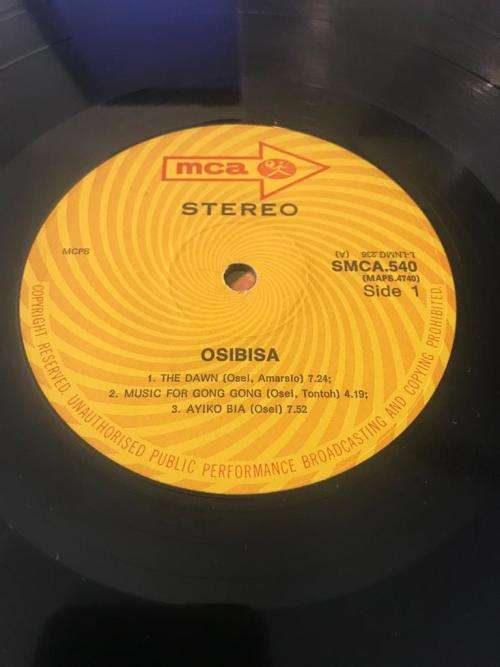 mca
STEREO
MCPS
L-LNMG.236
(A)
SMCA.540
(MAPS.4740)
Side 1
OSIBISA
1. THE DAWN (Osei, Amarsio) 7.24;
2. MUSIC FOR GONG GONG (Osei, Tontoh) 4.19;
3. AYIKO BIA (Osei) 7.52
COPYRIGHT RESERVED. UNAUTHORISED PUBLIC PERFORMANCE BROADCASTING AND COPYING PROHIBITED.